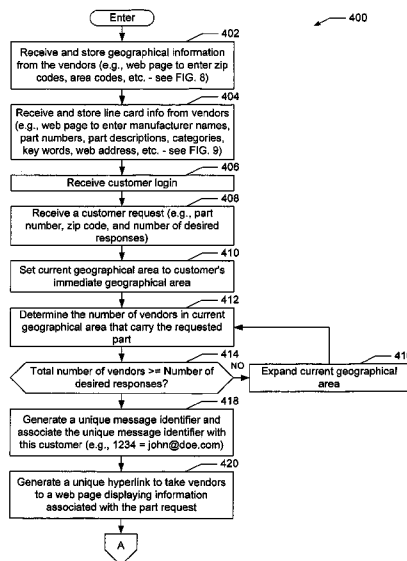 Enter
400
402
Receive and store geographical information
from the vendors (e.g., web page to enter zip
codes, area codes, etc. - see FIG. 8)
404
Receive and store line card info from vendors
(e.g., web page to enter manufacturer names,
part numbers, part descriptions, categories,
key words, web address, etc. - see FIG. 9)
406
Receive customer login
408
Receive a customer request (e.g., part
number, zip code, and number of desired
responses)
410
Set current geographical area to customer's
immediate geographical area
412
Determine the number of vendors in current
geographical area that carry the requested
part
414
Total number of vendors >= Number of
desired responses?
NO
Expand current geographical
area
418
Generate a unique message identifier and
associate the unique message identifier with
this customer (e.g., 1234 = john@doe.com)
420
Generate a unique hyperlink to take vendors
to a web page displaying information
associated with the part request
A